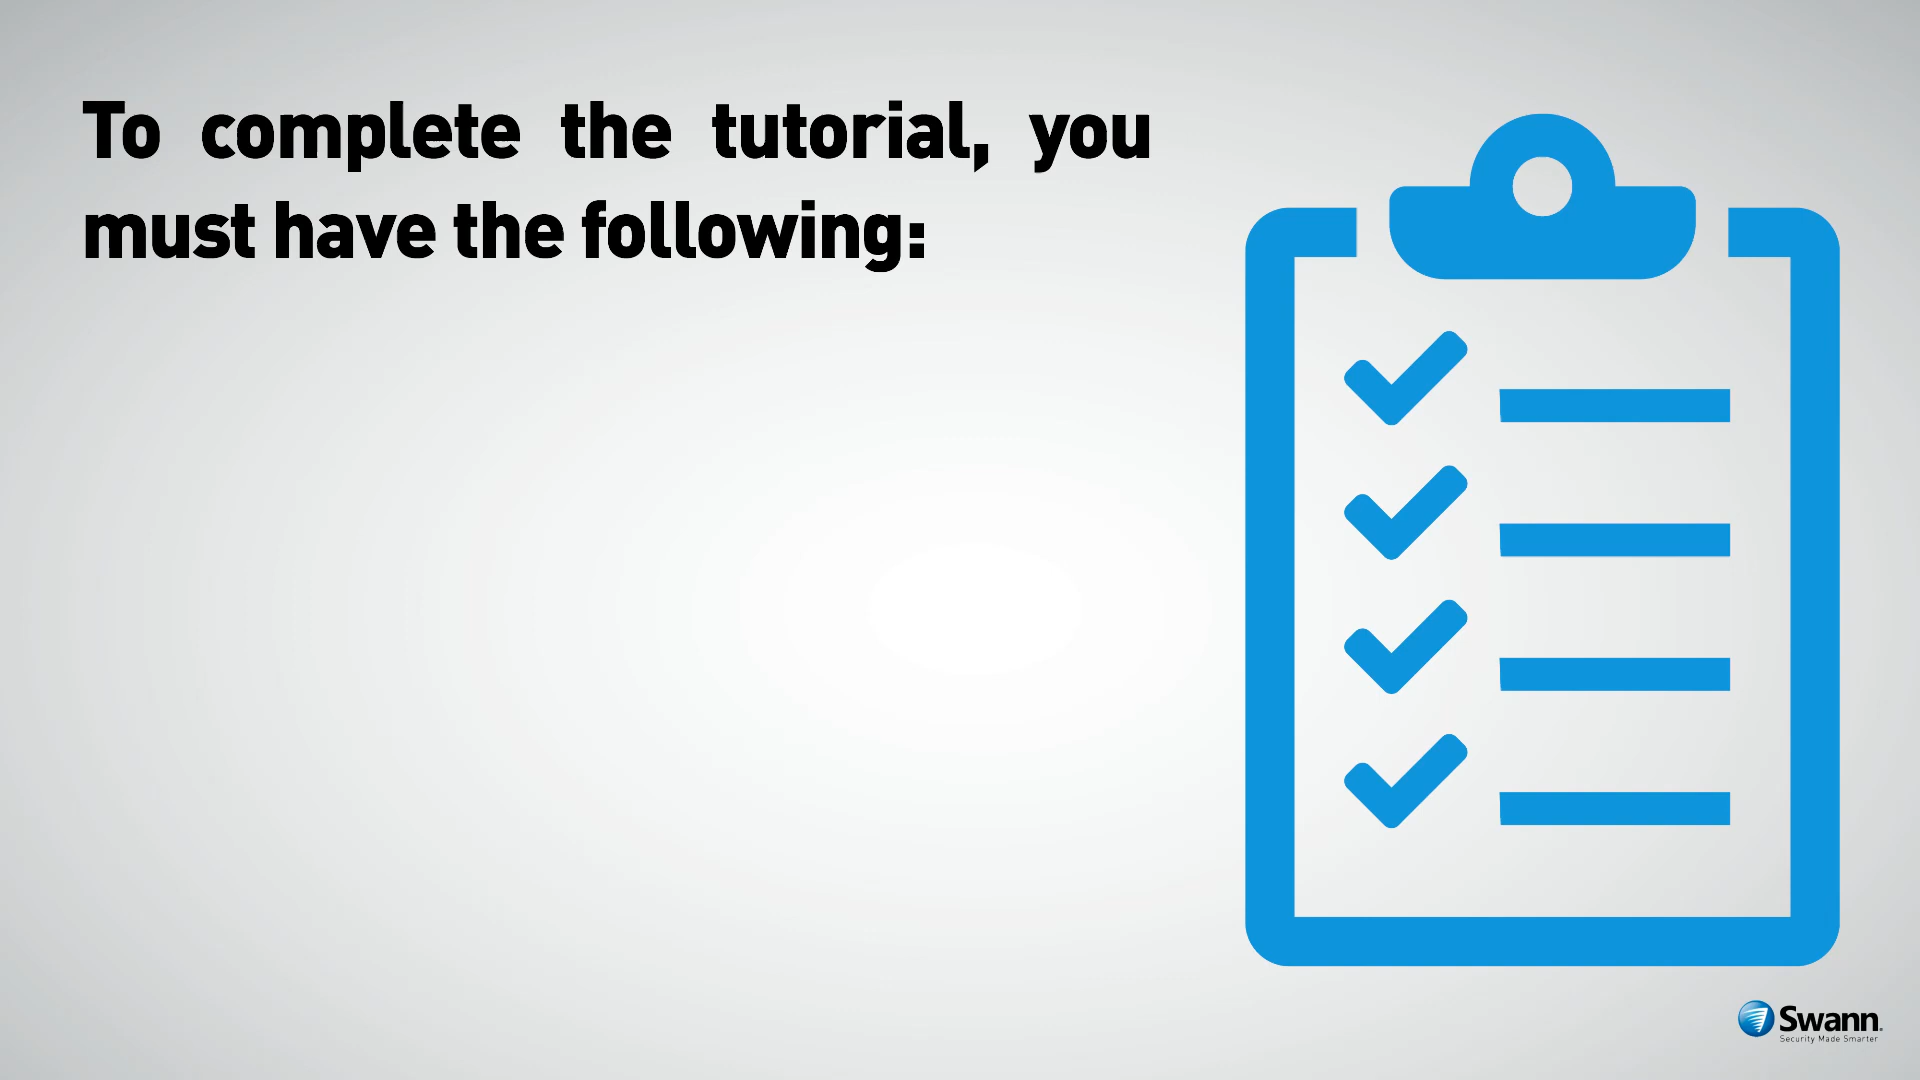 To complete the tutorial, you
must have the following:
Swann
Security Made Smarter